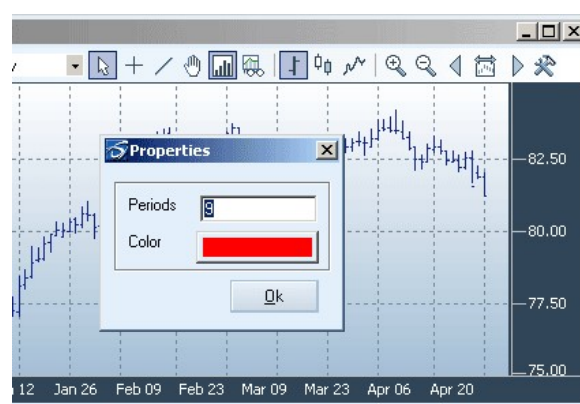 Properties
82.50
Periods 9
Color
80.00
Ok
77.50
75.00
12 Jan 26 Feb 09 Feb 23 Mar 09 Mar 23 Apr 06 Apr 20